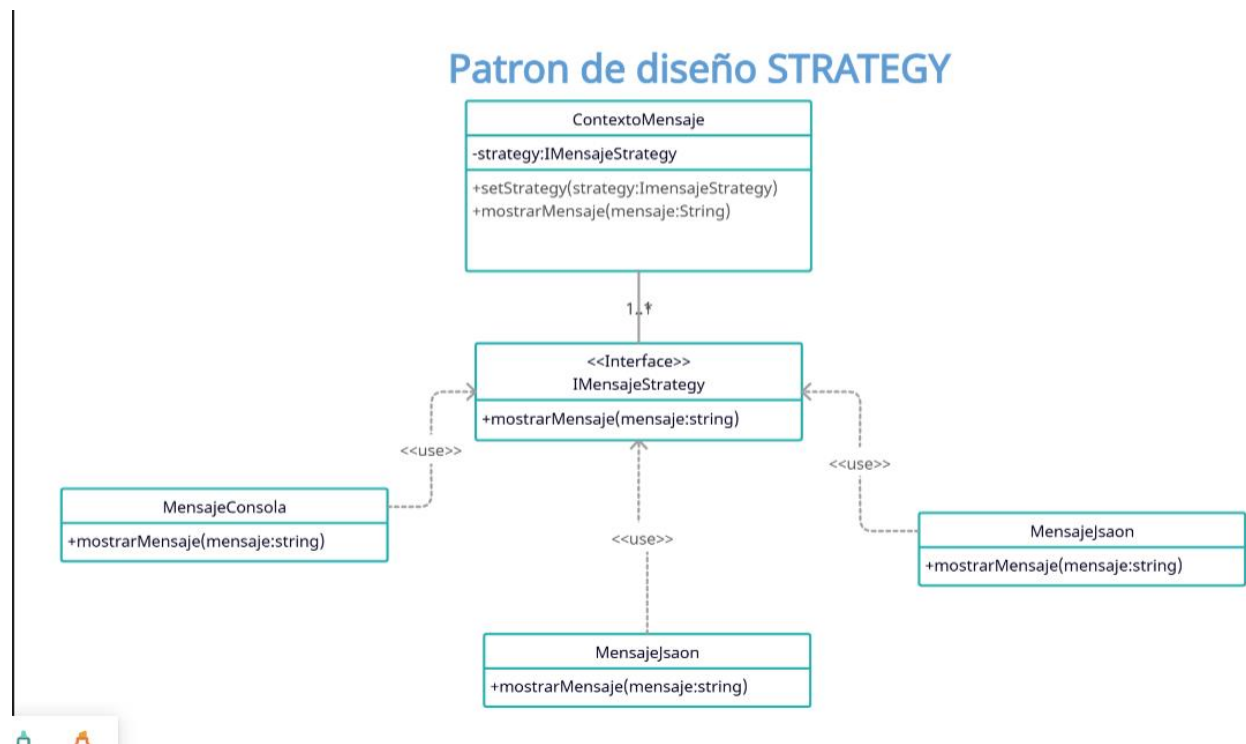 Patron de diseño STRATEGY
ContextoMensaje
-strategy:IMensajeStrategy
+setStrategy(strategy:ImensajeStrategy)
+mostrarMensaje(mensaje:String)
1..*
<<Interface>>
IMensajeStrategy
+mostrarMensaje(mensaje:string)
<<use>>
<<use>>
MensajeConsola
+mostrarMensaje(mensaje:string)
MensajeJsaon
+mostrarMensaje(mensaje:string)
<<use>>
MensajeJsaon
+mostrarMensaje(mensaje:string)